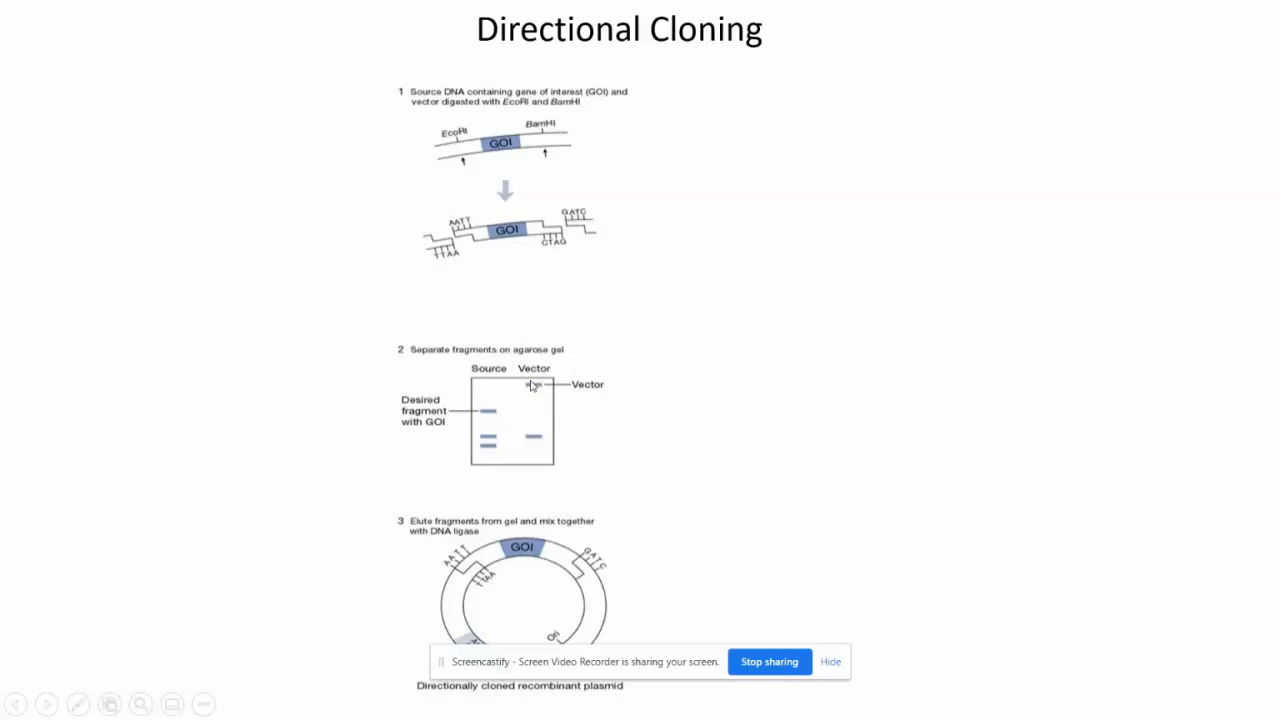 Directional Cloning
1 Source DNA containing gene of interest (GOI) and
vector digested with EcoRI and BamHI
EcoRI
BamHI
GOI
AATT
GATC
GOI
TTAA
CTAG
2 Separate fragments on agarose gel
Source Vector
Vector
Desired
fragment
with GOI
3 Elute fragments from gel and mix together
with DNA ligase
AATT
GOI
GATC
TTAA
Ori
Screencastify - Screen Video Recorder is sharing your screen.
Stop sharing
Hide
Directionally cloned recombinant plasmid